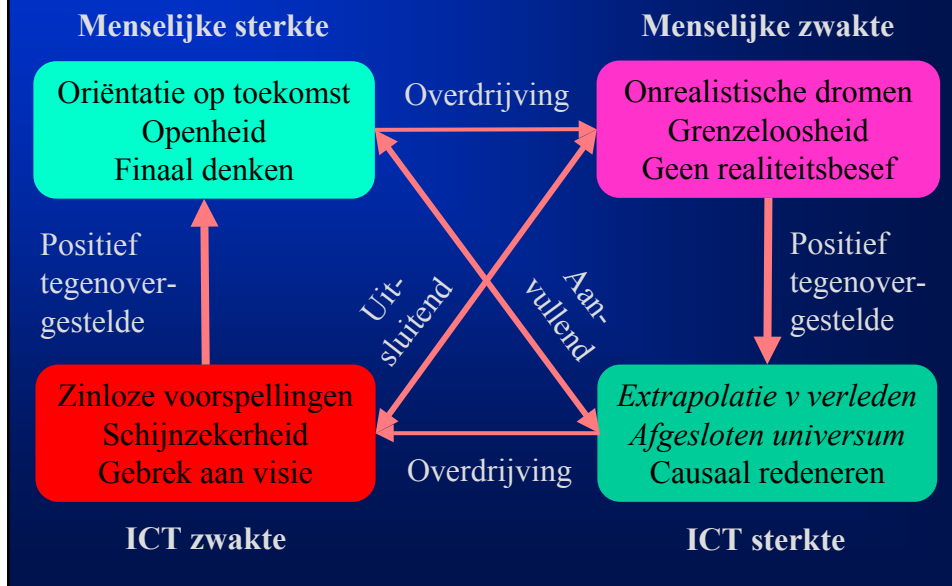 Menselijke sterkte
Menselijke zwakte
Oriëntatie op toekomst
Openheid
Finaal denken
Overdrijving
Onrealistische dromen
Grenzeloosheid
Geen realiteitsbesef
Positief
tegenover-
gestelde
Uit-
sluitend
Aan-
vullend
Positief
tegenover-
gestelde
Zinloze voorspellingen
Schijnzekerheid
Gebrek aan visie
Overdrijving
Extrapolatie v verleden
Afgesloten universum
Causaal redeneren
ICT zwakte
ICT sterkte